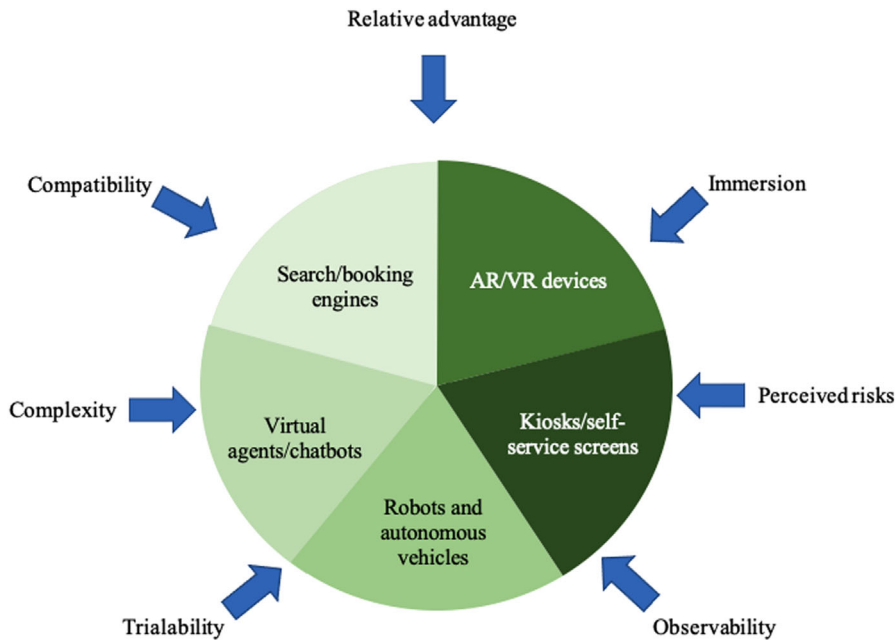 Relative advantage
Compatibility
Immersion
Search/booking
engines
AR/VR devices
Complexity
Perceived risks
Virtual
agents/chatbots
Kiosks/self-
service screens
Robots and
autonomous
vehicles
Trialability
Observability